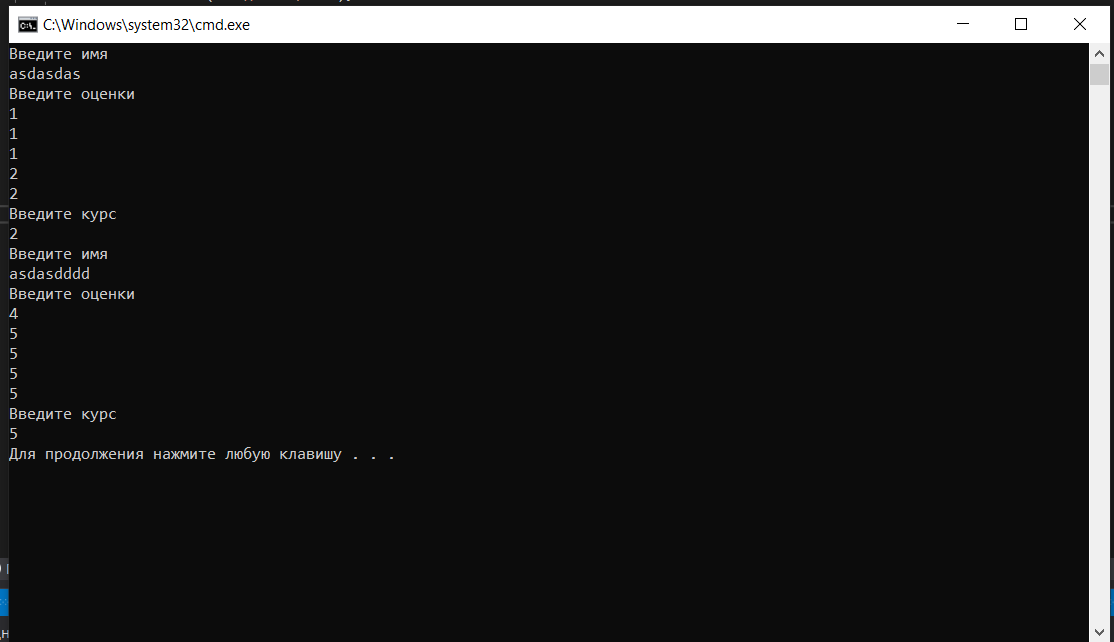 C:\Windows\system32\cmd.exe
Введите имя
asdasdas
Введите оценки
1
1
1
2
2
Введите курс
2
Введите имя
asdasdddd
Введите оценки
4
5
5
5
5
Введите курс
5
Для продолжения нажмите любую клавишу . . .